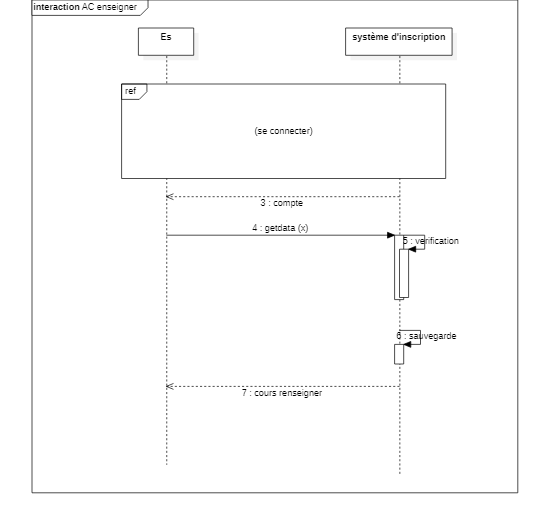 interaction AC enseigner
Es
système d'inscription
ref
(se connecter)
3 : compte
4 : getdata (x)
5 : verification
6 : sauvegarde
7 : cours renseigner